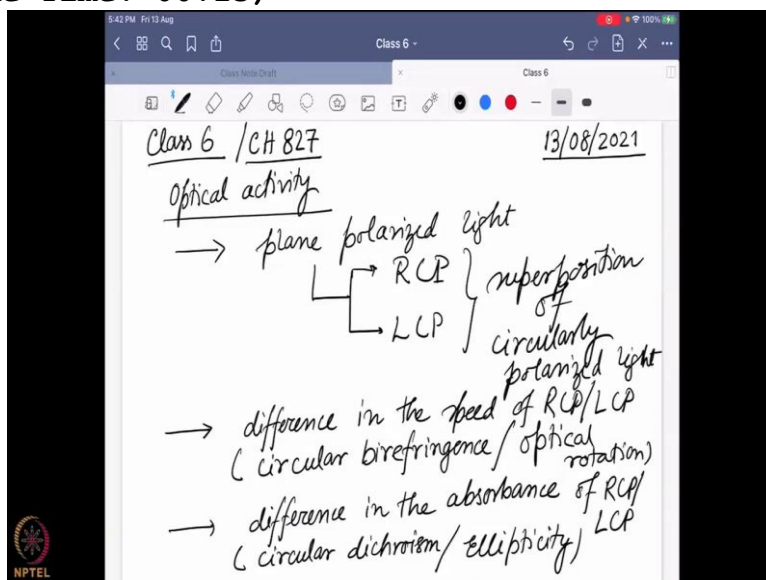 5:42 PM Fri 13 Aug
100%
Class 6
Class Note Draft
Class 6
Class 6 / CH 827
13/08/2021
Optical activity
→ plane polarized light
RCP
LCP
superposition
of
circularly
polarized light
→ difference in the speed of RCP/LCP
(circular birefringence / optical
rotation)
→ difference in the absorbance of RCP/
LCP
(circular dichroism / Ellipticity)
NPTEL